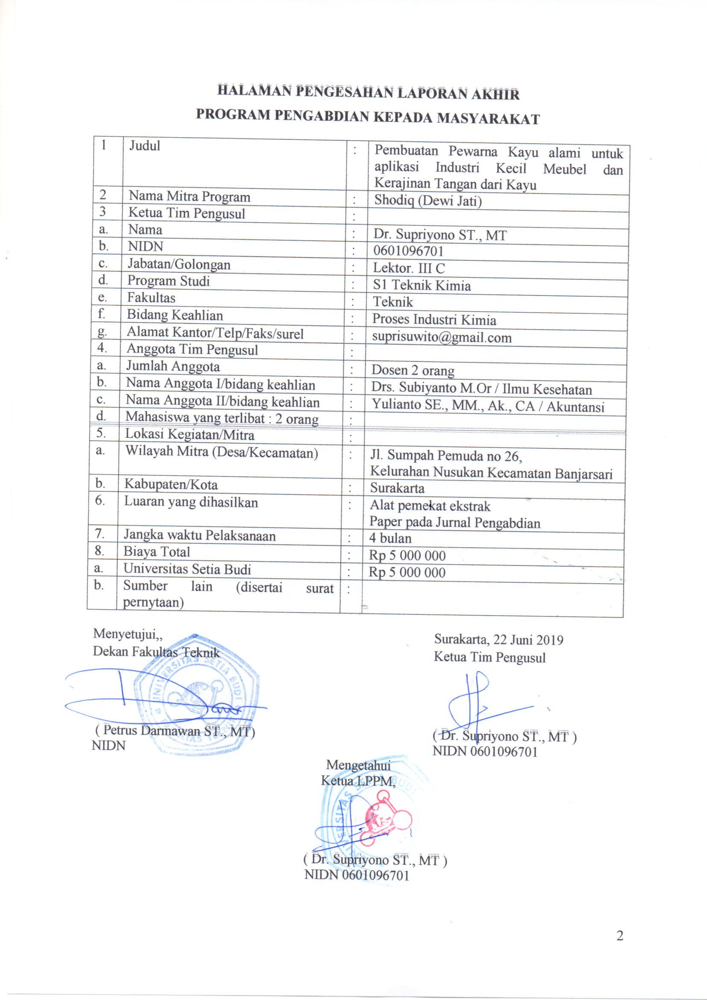 HALAMAN PENGESAHAN LAPORAN AKHIR
PROGRAM PENGABDIAN KEPADA MASYARAKAT
1 Judul : Pembuatan Pewarna Kayu alami untuk
aplikasi Industri Kecil Meubel dan
Kerajinan Tangan dari Kayu
2 Nama Mitra Program : Shodiq (Dewi Jati)
3 Ketua Tim Pengusul :
a. Nama : Dr. Supriyono ST., MT
b. NIDN : 0601096701
c. Jabatan/Golongan : Lektor. III C
d. Program Studi : S1 Teknik Kimia
e. Fakultas : Teknik
f. Bidang Keahlian : Proses Industri Kimia
g. Alamat Kantor/Telp/Faks/surel : suprisuwito@gmail.com
4. Anggota Tim Pengusul :
a. Jumlah Anggota : Dosen 2 orang
b. Nama Anggota I/bidang keahlian : Drs. Subiyanto M.Or / Ilmu Kesehatan
c. Nama Anggota II/bidang keahlian : Yulianto SE., MM., Ak., CA / Akuntansi
d. Mahasiswa yang terlibat : 2 orang :
5. Lokasi Kegiatan/Mitra :
a. Wilayah Mitra (Desa/Kecamatan) : Jl. Sumpah Pemuda no 26,
Kelurahan Nusukan Kecamatan Banjarsari
b. Kabupaten/Kota : Surakarta
6. Luaran yang dihasilkan : Alat pemekat ekstrak
Paper pada Jurnal Pengabdian
7. Jangka waktu Pelaksanaan : 4 bulan
8. Biaya Total : Rp 5 000 000
a. Universitas Setia Budi : Rp 5 000 000
b. Sumber lain (disertai surat :
pernytaan)
Menyetujui,,
Dekan Fakultas Teknik
UNIVERSITAS SETIA BUDI
FAKULTAS TEKNIK
( Petrus Darmawan ST., MT)
NIDN
Surakarta, 22 Juni 2019
Ketua Tim Pengusul
( Dr. Supriyono ST., MT )
NIDN 0601096701
Mengetahui
Ketua LPPM,
UNIVERSITAS SETIA BUDI
( Dr. Supriyono ST., MT )
NIDN 0601096701
2